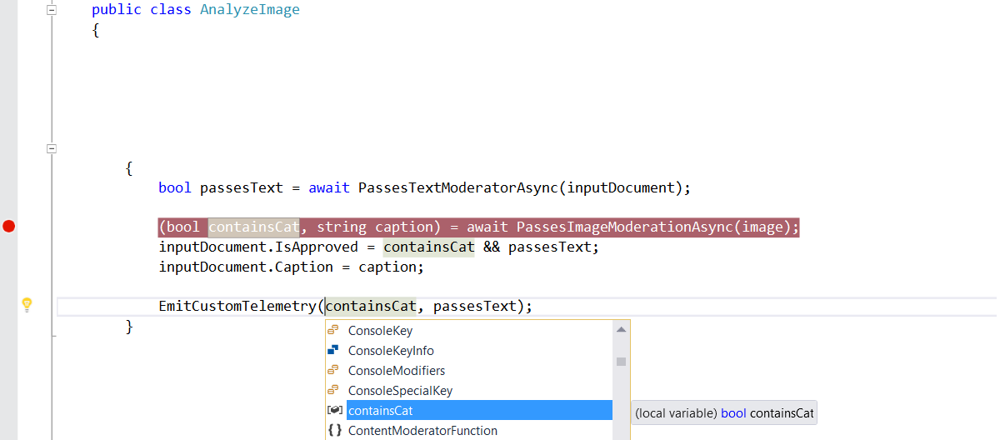 public class AnalyzeImage
{
{
bool passesText = await PassesTextModeratorAsync(inputDocument);
(bool containsCat, string caption) = await PassesImageModerationAsync(image);
inputDocument.IsApproved = containsCat && passesText;
inputDocument.Caption = caption;
EmitCustomTelemetry(containsCat, passesText);
}
ConsoleKey
ConsoleKeyInfo
ConsoleModifiers
ConsoleSpecialKey
containsCat
(local variable) bool containsCat
ContentModeratorFunction